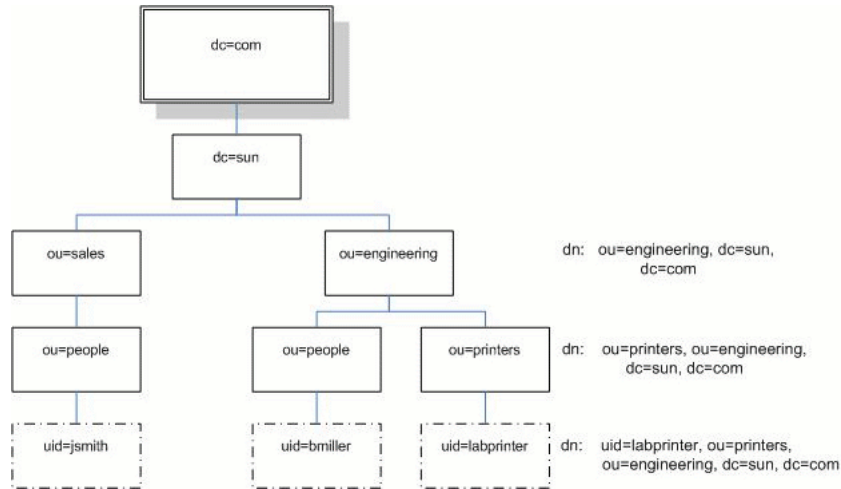 dc=com
dc=sun
ou=sales
ou=engineering
dn: ou=engineering, dc=sun,
dc=com
ou=people
ou=people
ou=printers
dn: ou=printers, ou=engineering,
dc=sun, dc=com
uid=jsmith
uid=bmiller
uid=labprinter
dn: uid=labprinter, ou=printers,
ou=engineering, dc=sun, dc=com